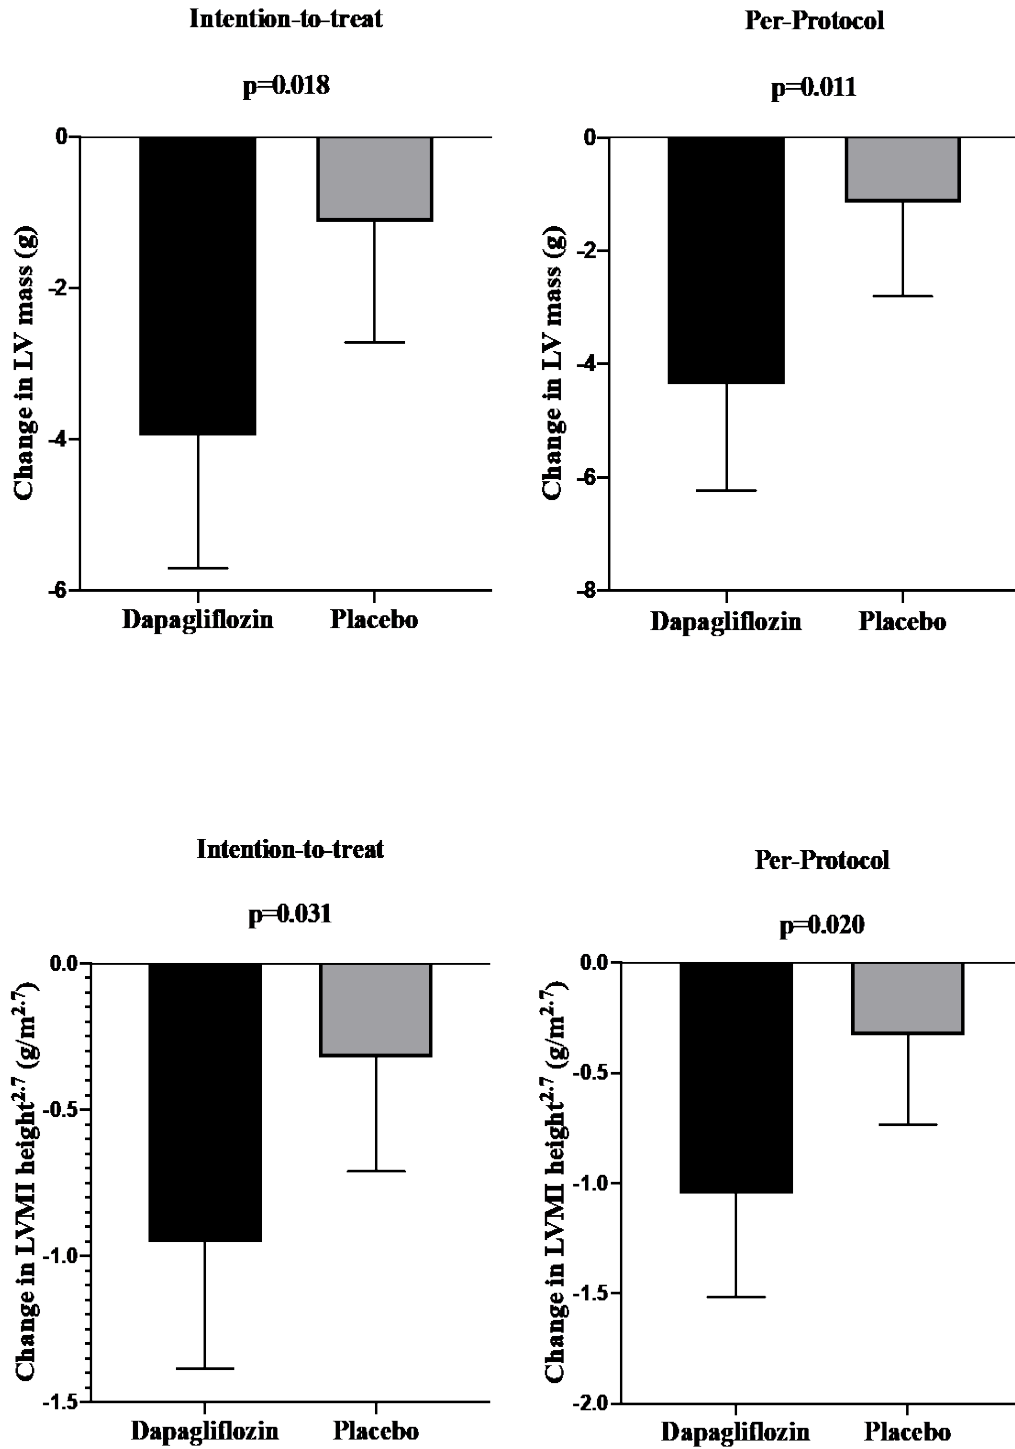 Intention-to-treat
p=0.018
Change in LV mass (g)
0
-2
-4
-6
Dapagliflozin Placebo
Per-Protocol
p=0.011
Change in LV mass (g)
0
-2
-4
-6
-8
Dapagliflozin Placebo
Intention-to-treat
p=0.031
Change in LVMI height²·⁷ (g/m²·⁷)
0.0
-0.5
-1.0
-1.5
Dapagliflozin Placebo
Per-Protocol
p=0.020
Change in LVMI height²·⁷ (g/m²·⁷)
0.0
-0.5
-1.0
-1.5
-2.0
Dapagliflozin Placebo